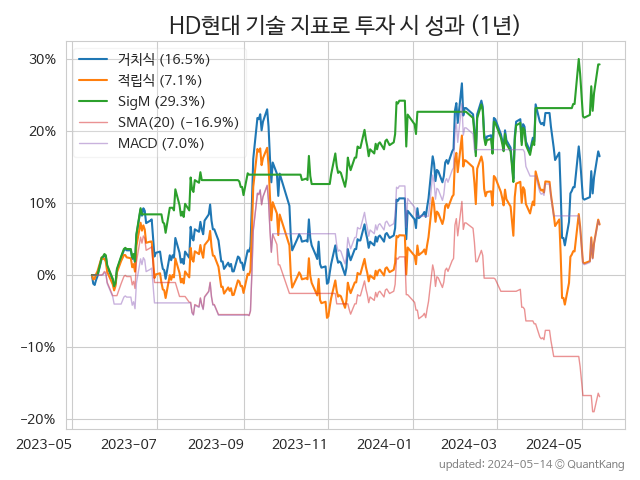 HD현대 기술 지표로 투자 시 성과 (1년)
30%
20%
10%
0%
−10%
−20%
거치식 (16.5%)
적립식 (7.1%)
SigM (29.3%)
SMA(20) (−16.9%)
MACD (7.0%)
2023-05 2023-07 2023-09 2023-11 2024-01 2024-03 2024-05
updated: 2024-05-14 © QuantKang